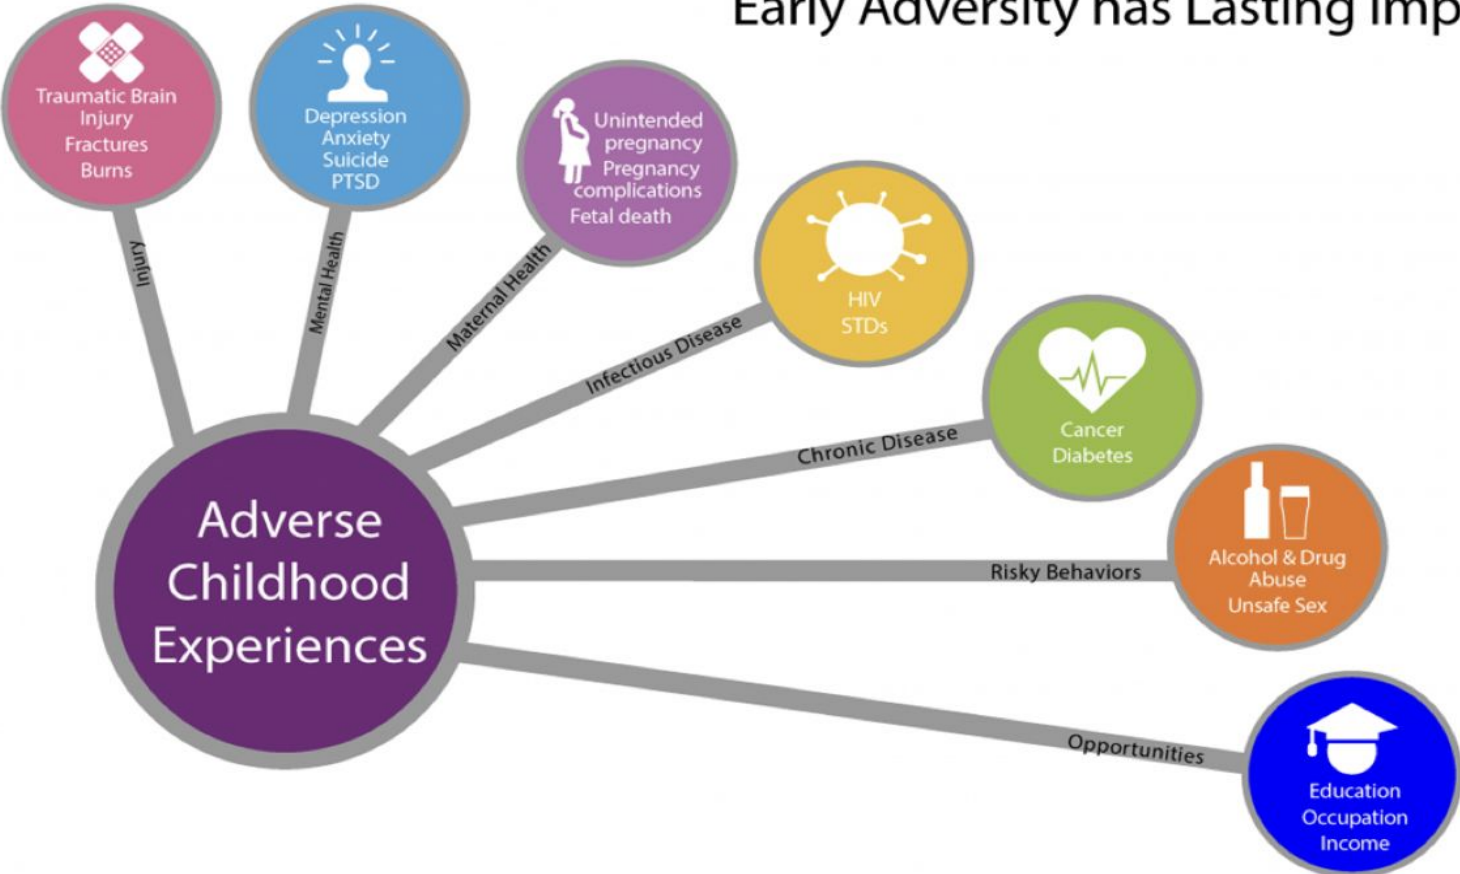 Early Adversity has Lasting Imp
Traumatic Brain
Injury
Fractures
Burns
Injury
Depression
Anxiety
Suicide
PTSD
Mental Health
Unintended
pregnancy
Pregnancy
complications
Fetal death
Maternal Health
HIV
STDs
Infectious Disease
Cancer
Diabetes
Chronic Disease
Alcohol & Drug
Abuse
Unsafe Sex
Risky Behaviors
Education
Occupation
Income
Opportunities
Adverse
Childhood
Experiences